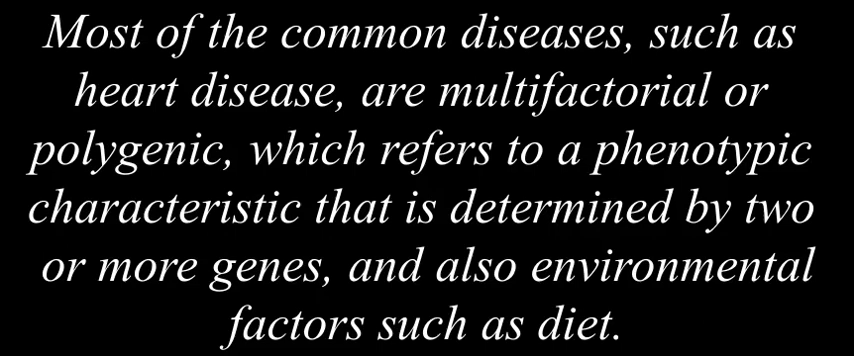 Most of the common diseases, such as
heart disease, are multifactorial or
polygenic, which refers to a phenotypic
characteristic that is determined by two
or more genes, and also environmental
factors such as diet.